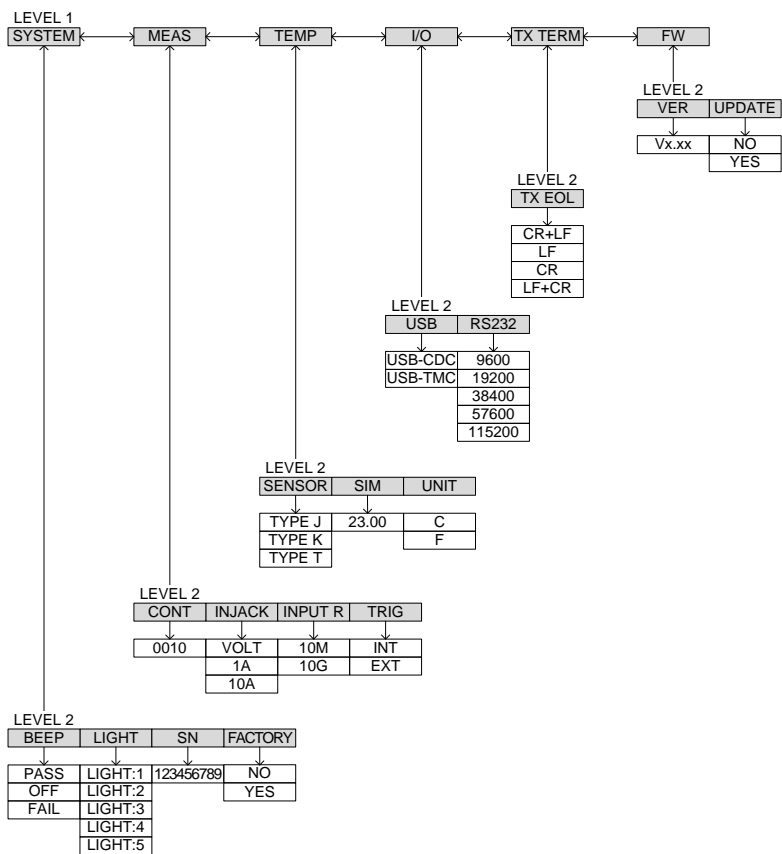 LEVEL 1
SYSTEM MEAS TEMP I/O TX TERM FW
LEVEL 2
VER UPDATE
Vx.xx NO
YES
LEVEL 2
TX EOL
CR+LF
LF
CR
LF+CR
LEVEL 2
USB RS232
USB-CDC 9600
USB-TMC 19200
38400
57600
115200
LEVEL 2
SENSOR SIM UNIT
TYPE J 23.00 C
TYPE K F
TYPE T
LEVEL 2
CONT INJACK INPUT R TRIG
0010 VOLT 10M INT
1A 10G EXT
10A
LEVEL 2
BEEP LIGHT SN FACTORY
PASS LIGHT:1 123456789 NO
OFF LIGHT:2 YES
FAIL LIGHT:3
LIGHT:4
LIGHT:5